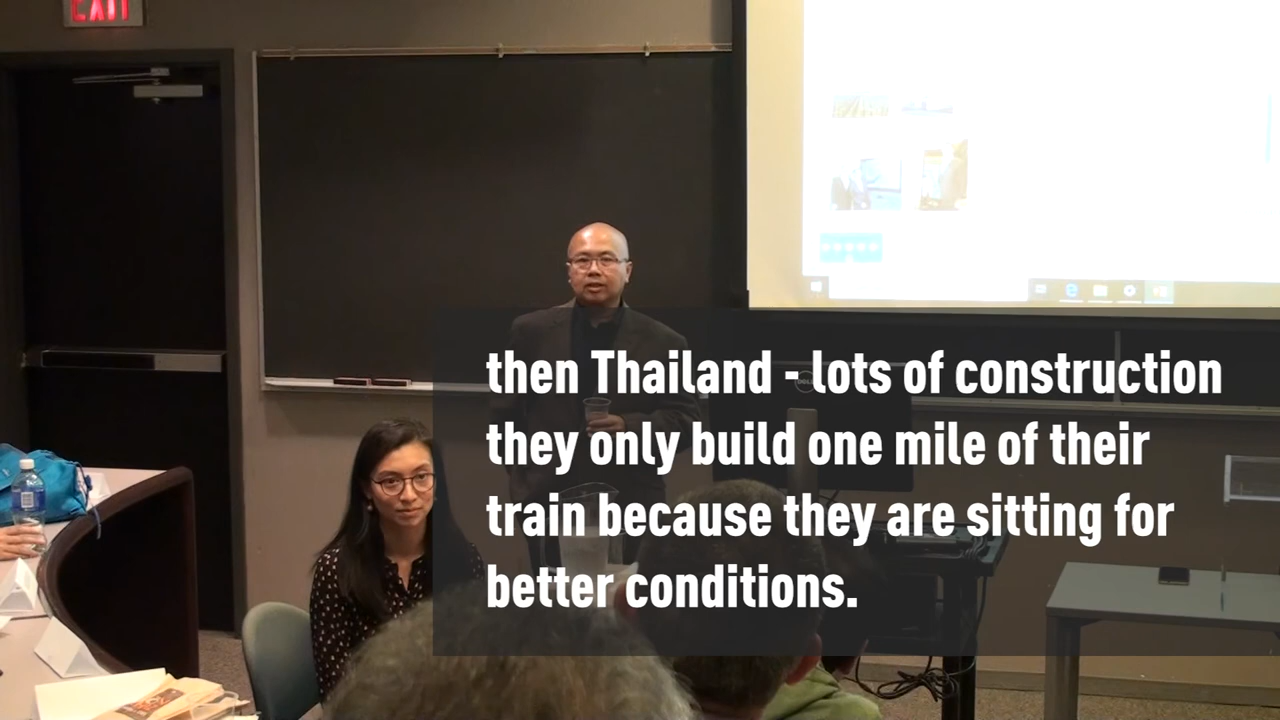 EXIT
then Thailand - lots of construction
they only build one mile of their
train because they are sitting for
better conditions.